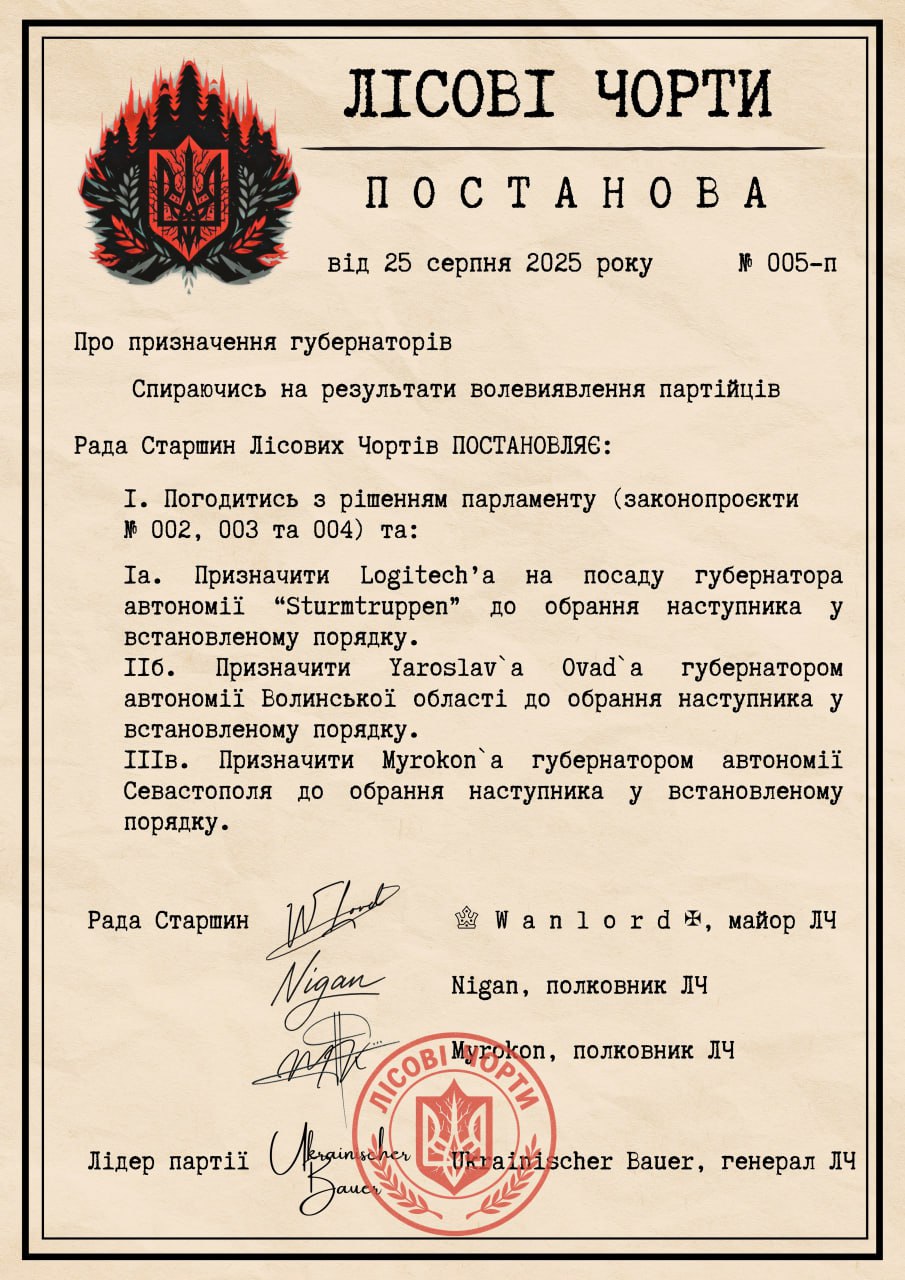 ЛІСОВІ ЧОРТИ
ПОСТАНОВА
від 25 серпня 2025 року № 005-п
Про призначення губернаторів
Спираючись на результати волевиявлення партійців
Рада Старшин Лісових Чортів ПОСТАНОВЛЯЄ:
І. Погодитись з рішенням парламенту (законопроєкти
№ 002, 003 та 004) та:
Іа. Призначити Logitech’a на посаду губернатора
автономії “Sturmtruppen” до обрання наступника у
встановленому порядку.
ІІб. Призначити Yaroslav`a Ovad`a губернатором
автономії Волинської області до обрання наступника у
встановленому порядку.
ІІІв. Призначити Myrokon`a губернатором автономії
Севастополя до обрання наступника у встановленому
порядку.
Рада Старшин W Lord ♕ W a n l o r d ✠, майор ЛЧ
Nigan Nigan, полковник ЛЧ
Myrokon, полковник ЛЧ
ЛІСОВІ ЧОРТИ
Лідер партії Ukrainischer Bauer Ukrainischer Bauer, генерал ЛЧ